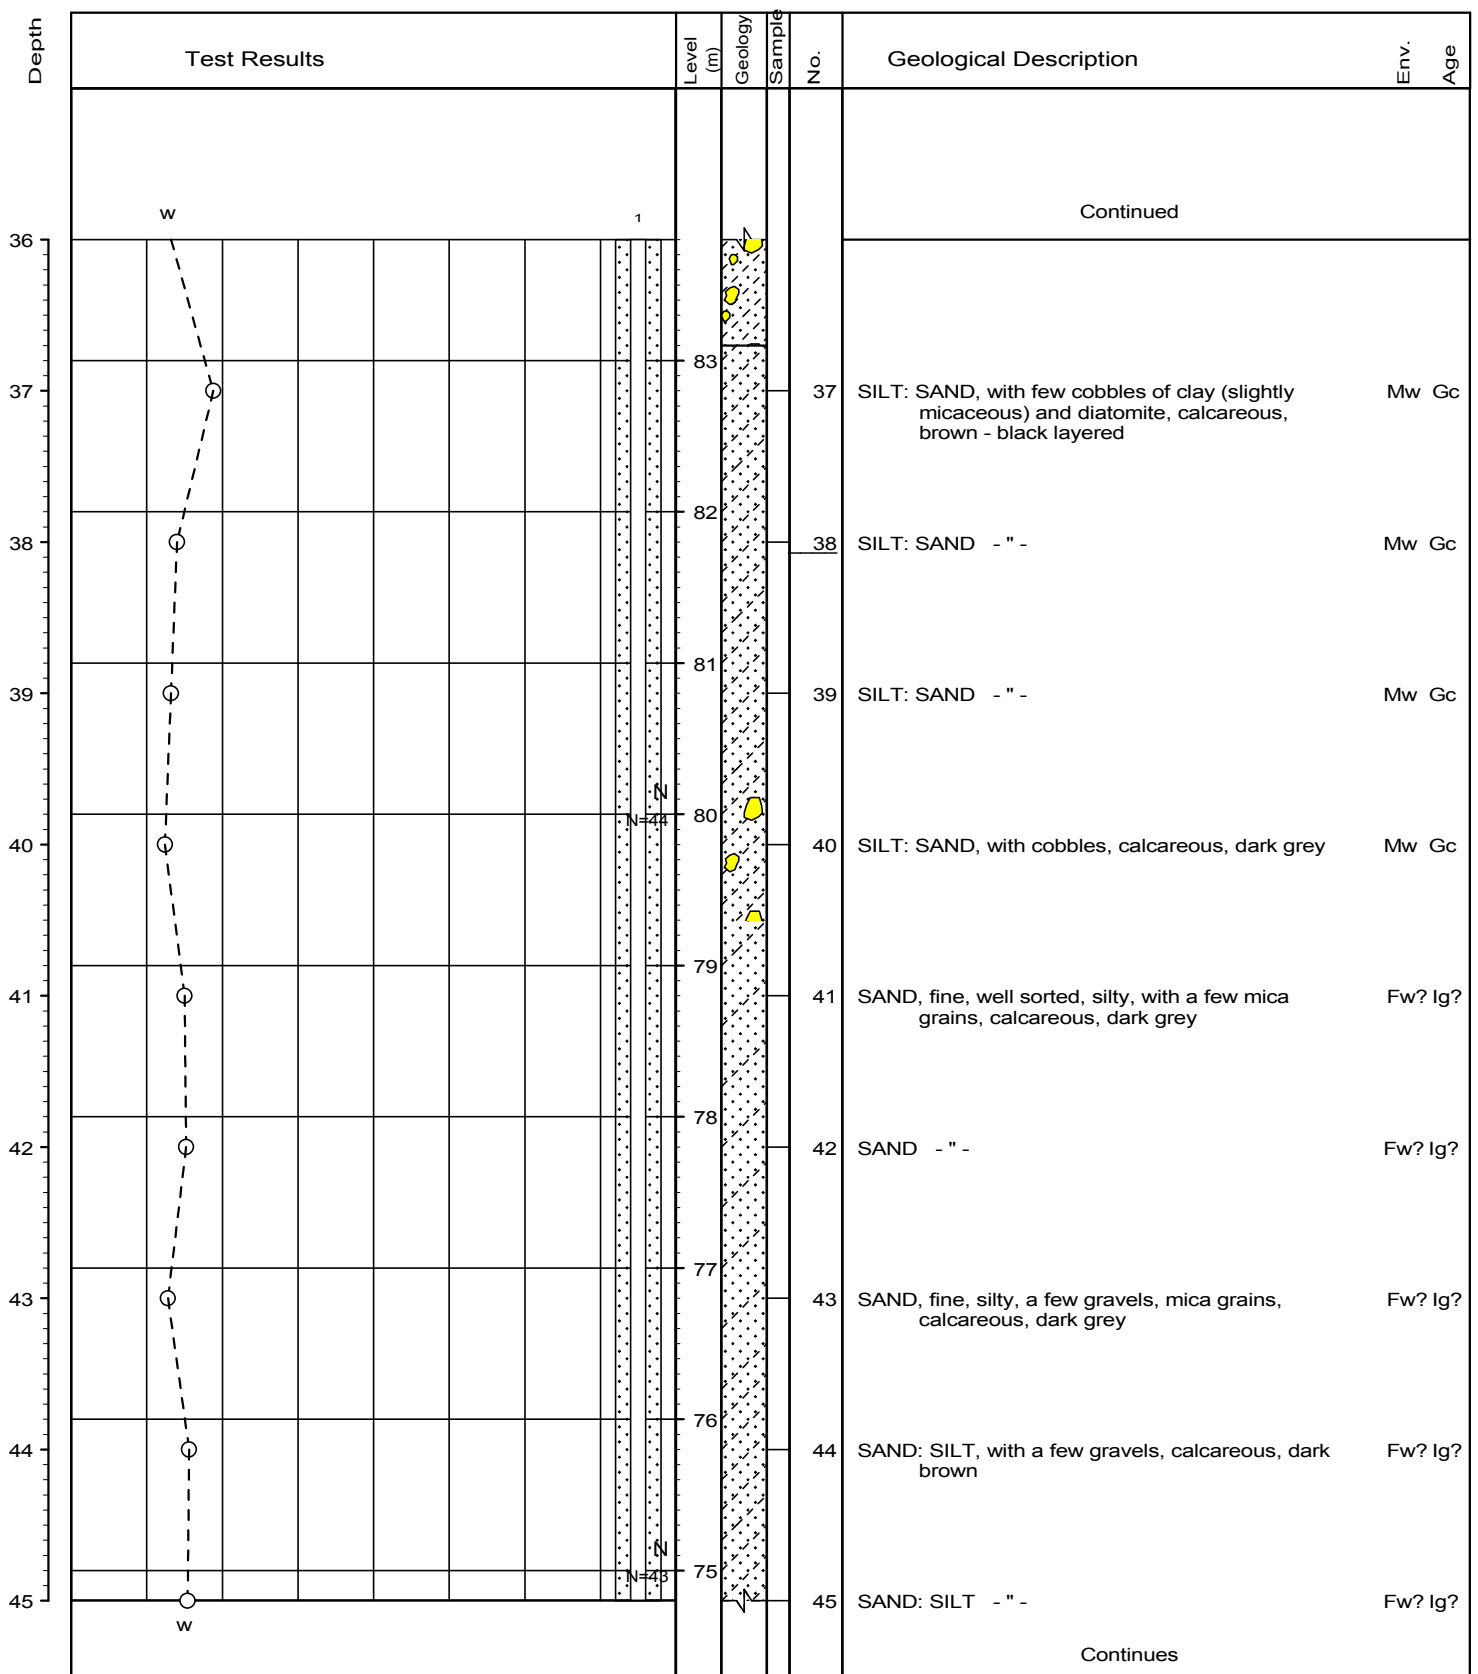 Depth
Test Results
Level (m)
Geology
Sample
No.
Geological Description
Env.
Age
w
1
Continued
36
83
37
37 SILT: SAND, with few cobbles of clay (slightly Mw Gc
micaceous) and diatomite, calcareous,
brown - black layered
82
38
38 SILT: SAND - " - Mw Gc
81
39
39 SILT: SAND - " - Mw Gc
N
80
N=44
40
40 SILT: SAND, with cobbles, calcareous, dark grey Mw Gc
79
41
41 SAND, fine, well sorted, silty, with a few mica Fw? Ig?
grains, calcareous, dark grey
78
42
42 SAND - " - Fw? Ig?
77
43
43 SAND, fine, silty, a few gravels, mica grains, Fw? Ig?
calcareous, dark grey
76
44
44 SAND: SILT, with a few gravels, calcareous, dark Fw? Ig?
brown
N
75
N=43
45
45 SAND: SILT - " - Fw? Ig?
w
Continues